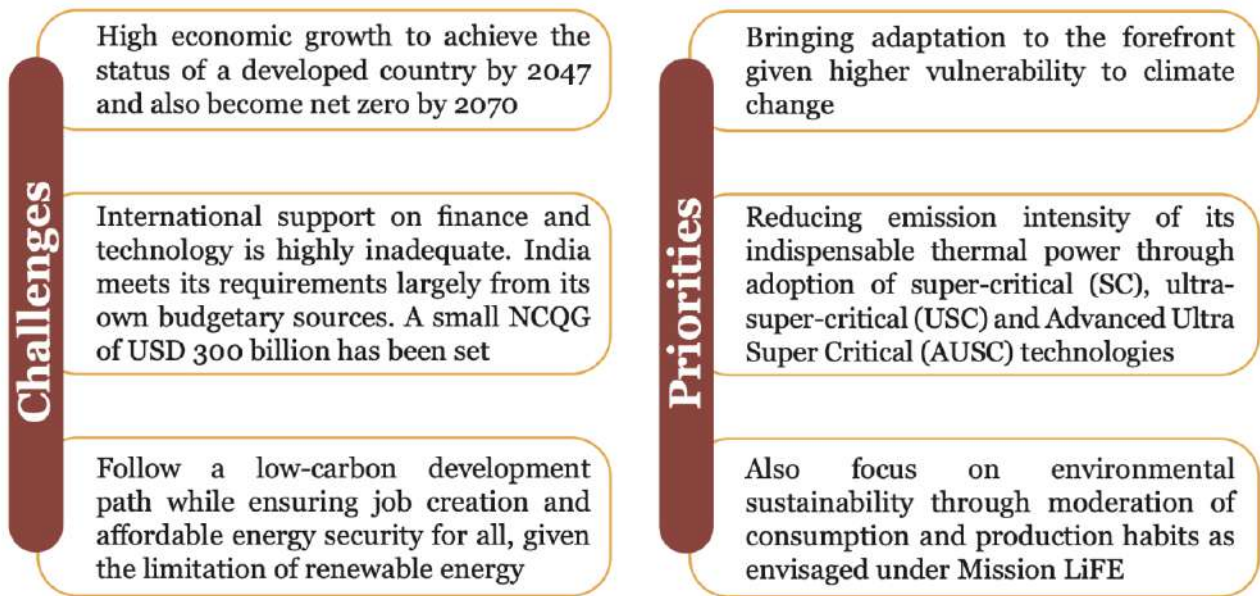 Challenges
High economic growth to achieve the
status of a developed country by 2047
and also become net zero by 2070
International support on finance and
technology is highly inadequate. India
meets its requirements largely from its
own budgetary sources. A small NCQG
of USD 300 billion has been set
Follow a low-carbon development
path while ensuring job creation and
affordable energy security for all, given
the limitation of renewable energy
Priorities
Bringing adaptation to the forefront
given higher vulnerability to climate
change
Reducing emission intensity of its
indispensable thermal power through
adoption of super-critical (SC), ultra-
super-critical (USC) and Advanced Ultra
Super Critical (AUSC) technologies
Also focus on environmental
sustainability through moderation of
consumption and production habits as
envisaged under Mission LiFE